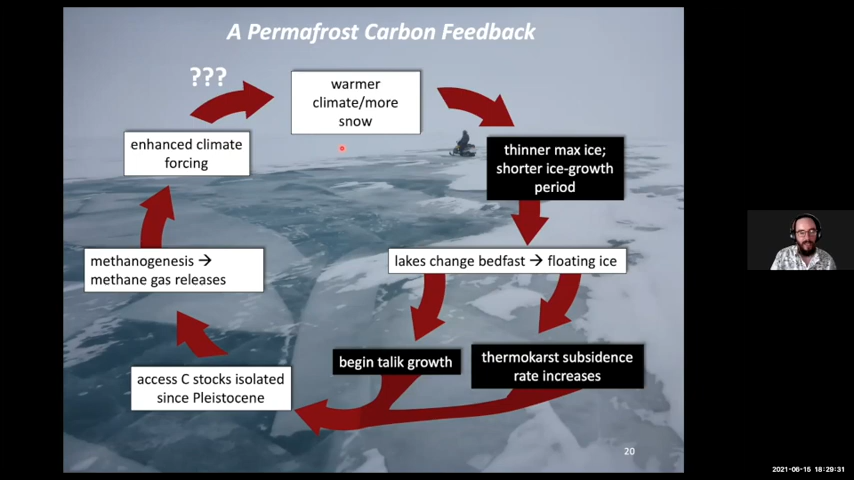 A Permafrost Carbon Feedback
???
warmer
climate/more
snow
enhanced climate
forcing
thinner max ice;
shorter ice-growth
period
methanogenesis →
methane gas releases
lakes change bedfast → floating ice
begin talik growth
thermokarst subsidence
rate increases
access C stocks isolated
since Pleistocene
20
2021-06-15 18:29:31